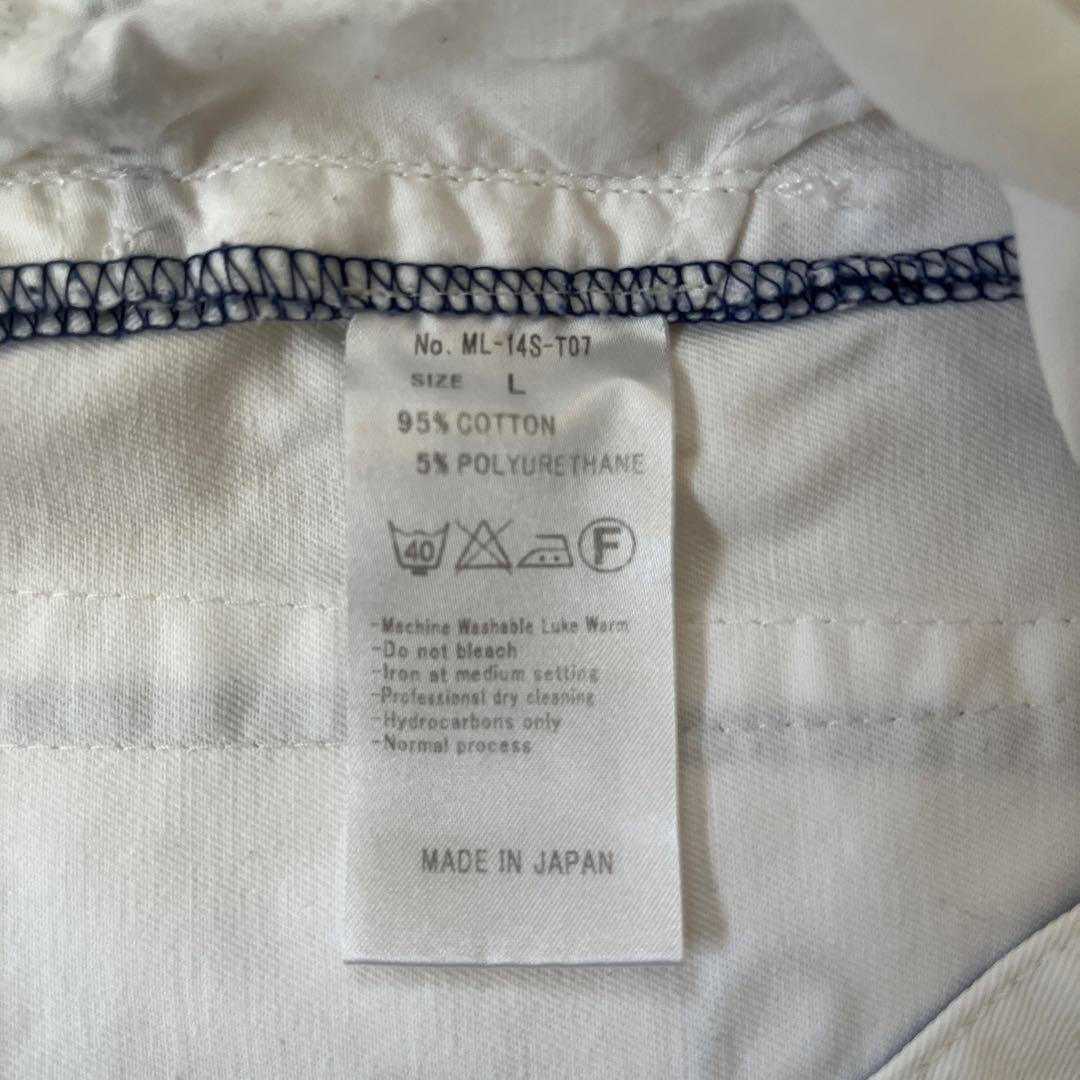 No. ML-14S-T07
SIZE L
95% COTTON
5% POLYURETHANE
40 F
-Machine Washable Luke Warm
-Do not bleach
-Iron at medium setting
-Professional dry cleaning
-Hydrocarbons only
-Normal process
MADE IN JAPAN